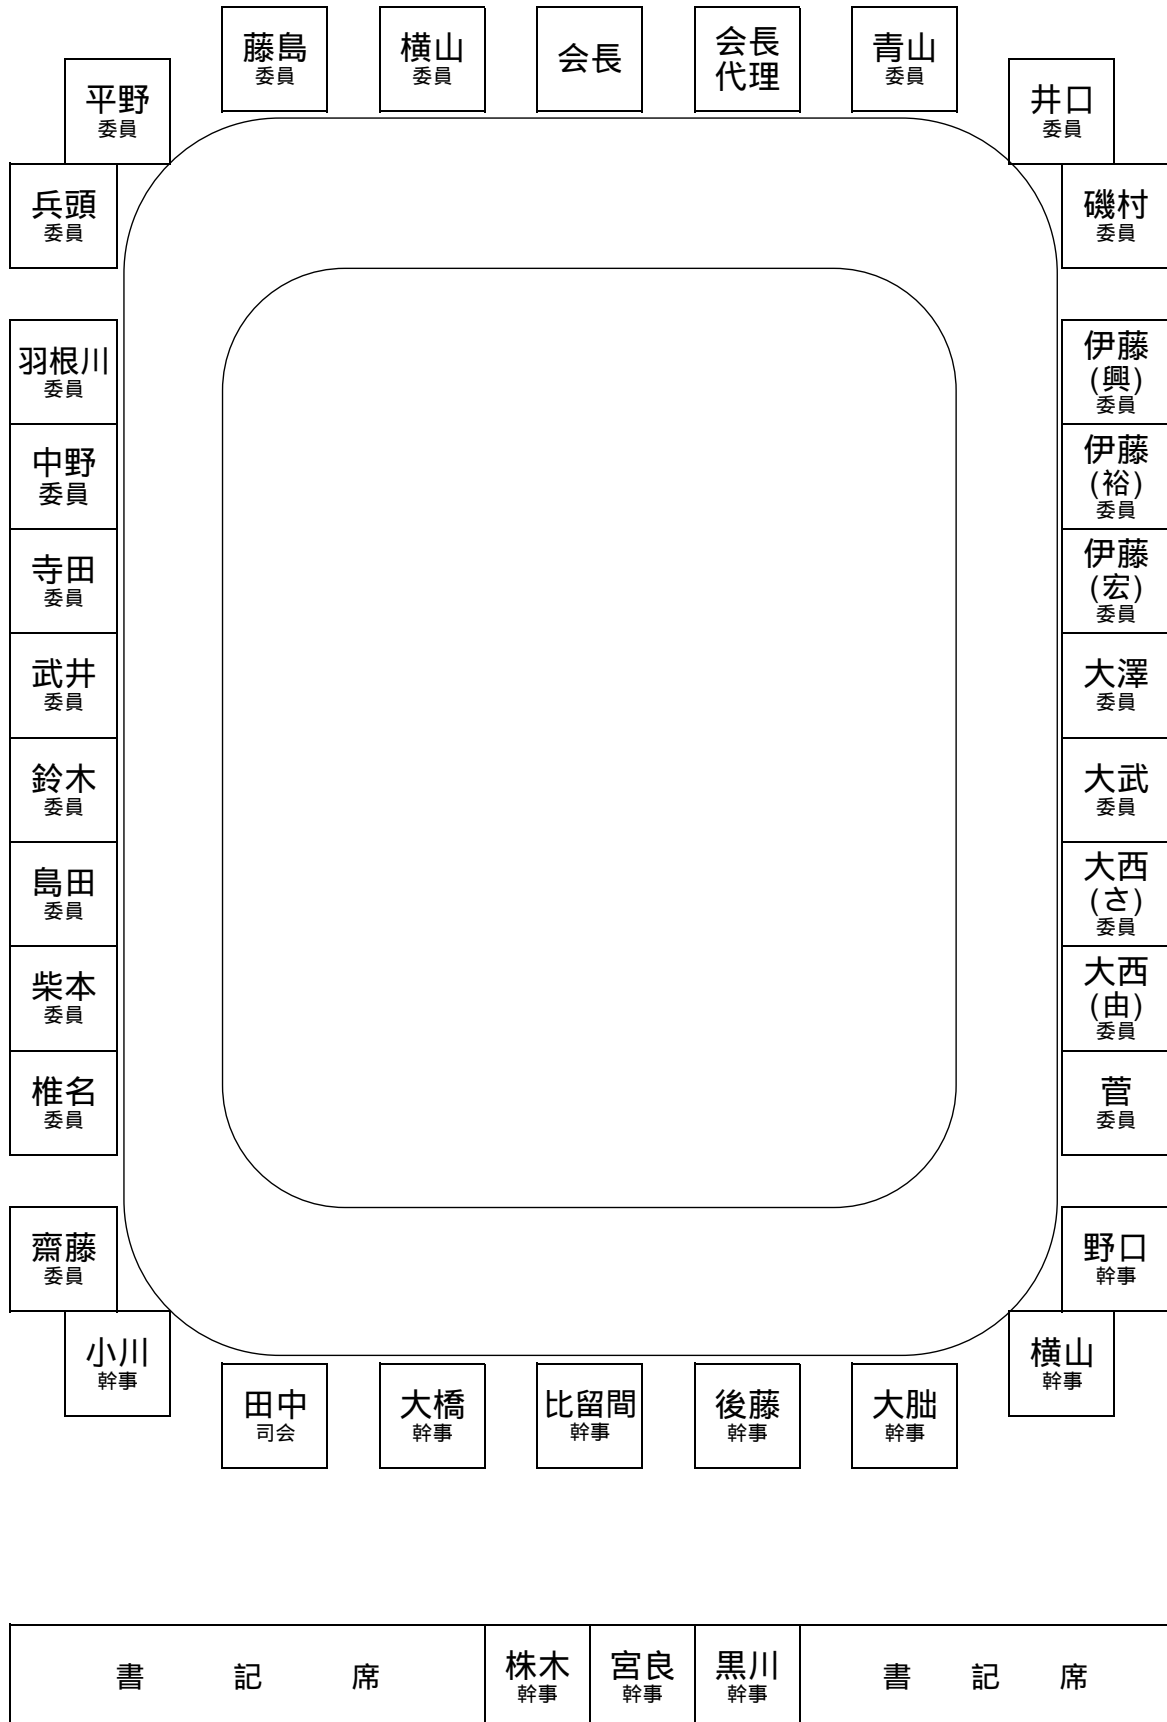 藤島
委員
横山
委員
会長
会長
代理
青山
委員
平野
委員
井口
委員
兵頭
委員
磯村
委員
羽根川
委員
伊藤
(興)
委員
中野
委員
伊藤
(裕)
委員
寺田
委員
伊藤
(宏)
委員
武井
委員
大澤
委員
鈴木
委員
大武
委員
島田
委員
大西
(さ)
委員
柴本
委員
大西
(由)
委員
椎名
委員
菅
委員
齋藤
委員
野口
幹事
小川
幹事
横山
幹事
田中
司会
大橋
幹事
比留間
幹事
後藤
幹事
大朏
幹事
書記席
株木
幹事
宮良
幹事
黒川
幹事
書記席